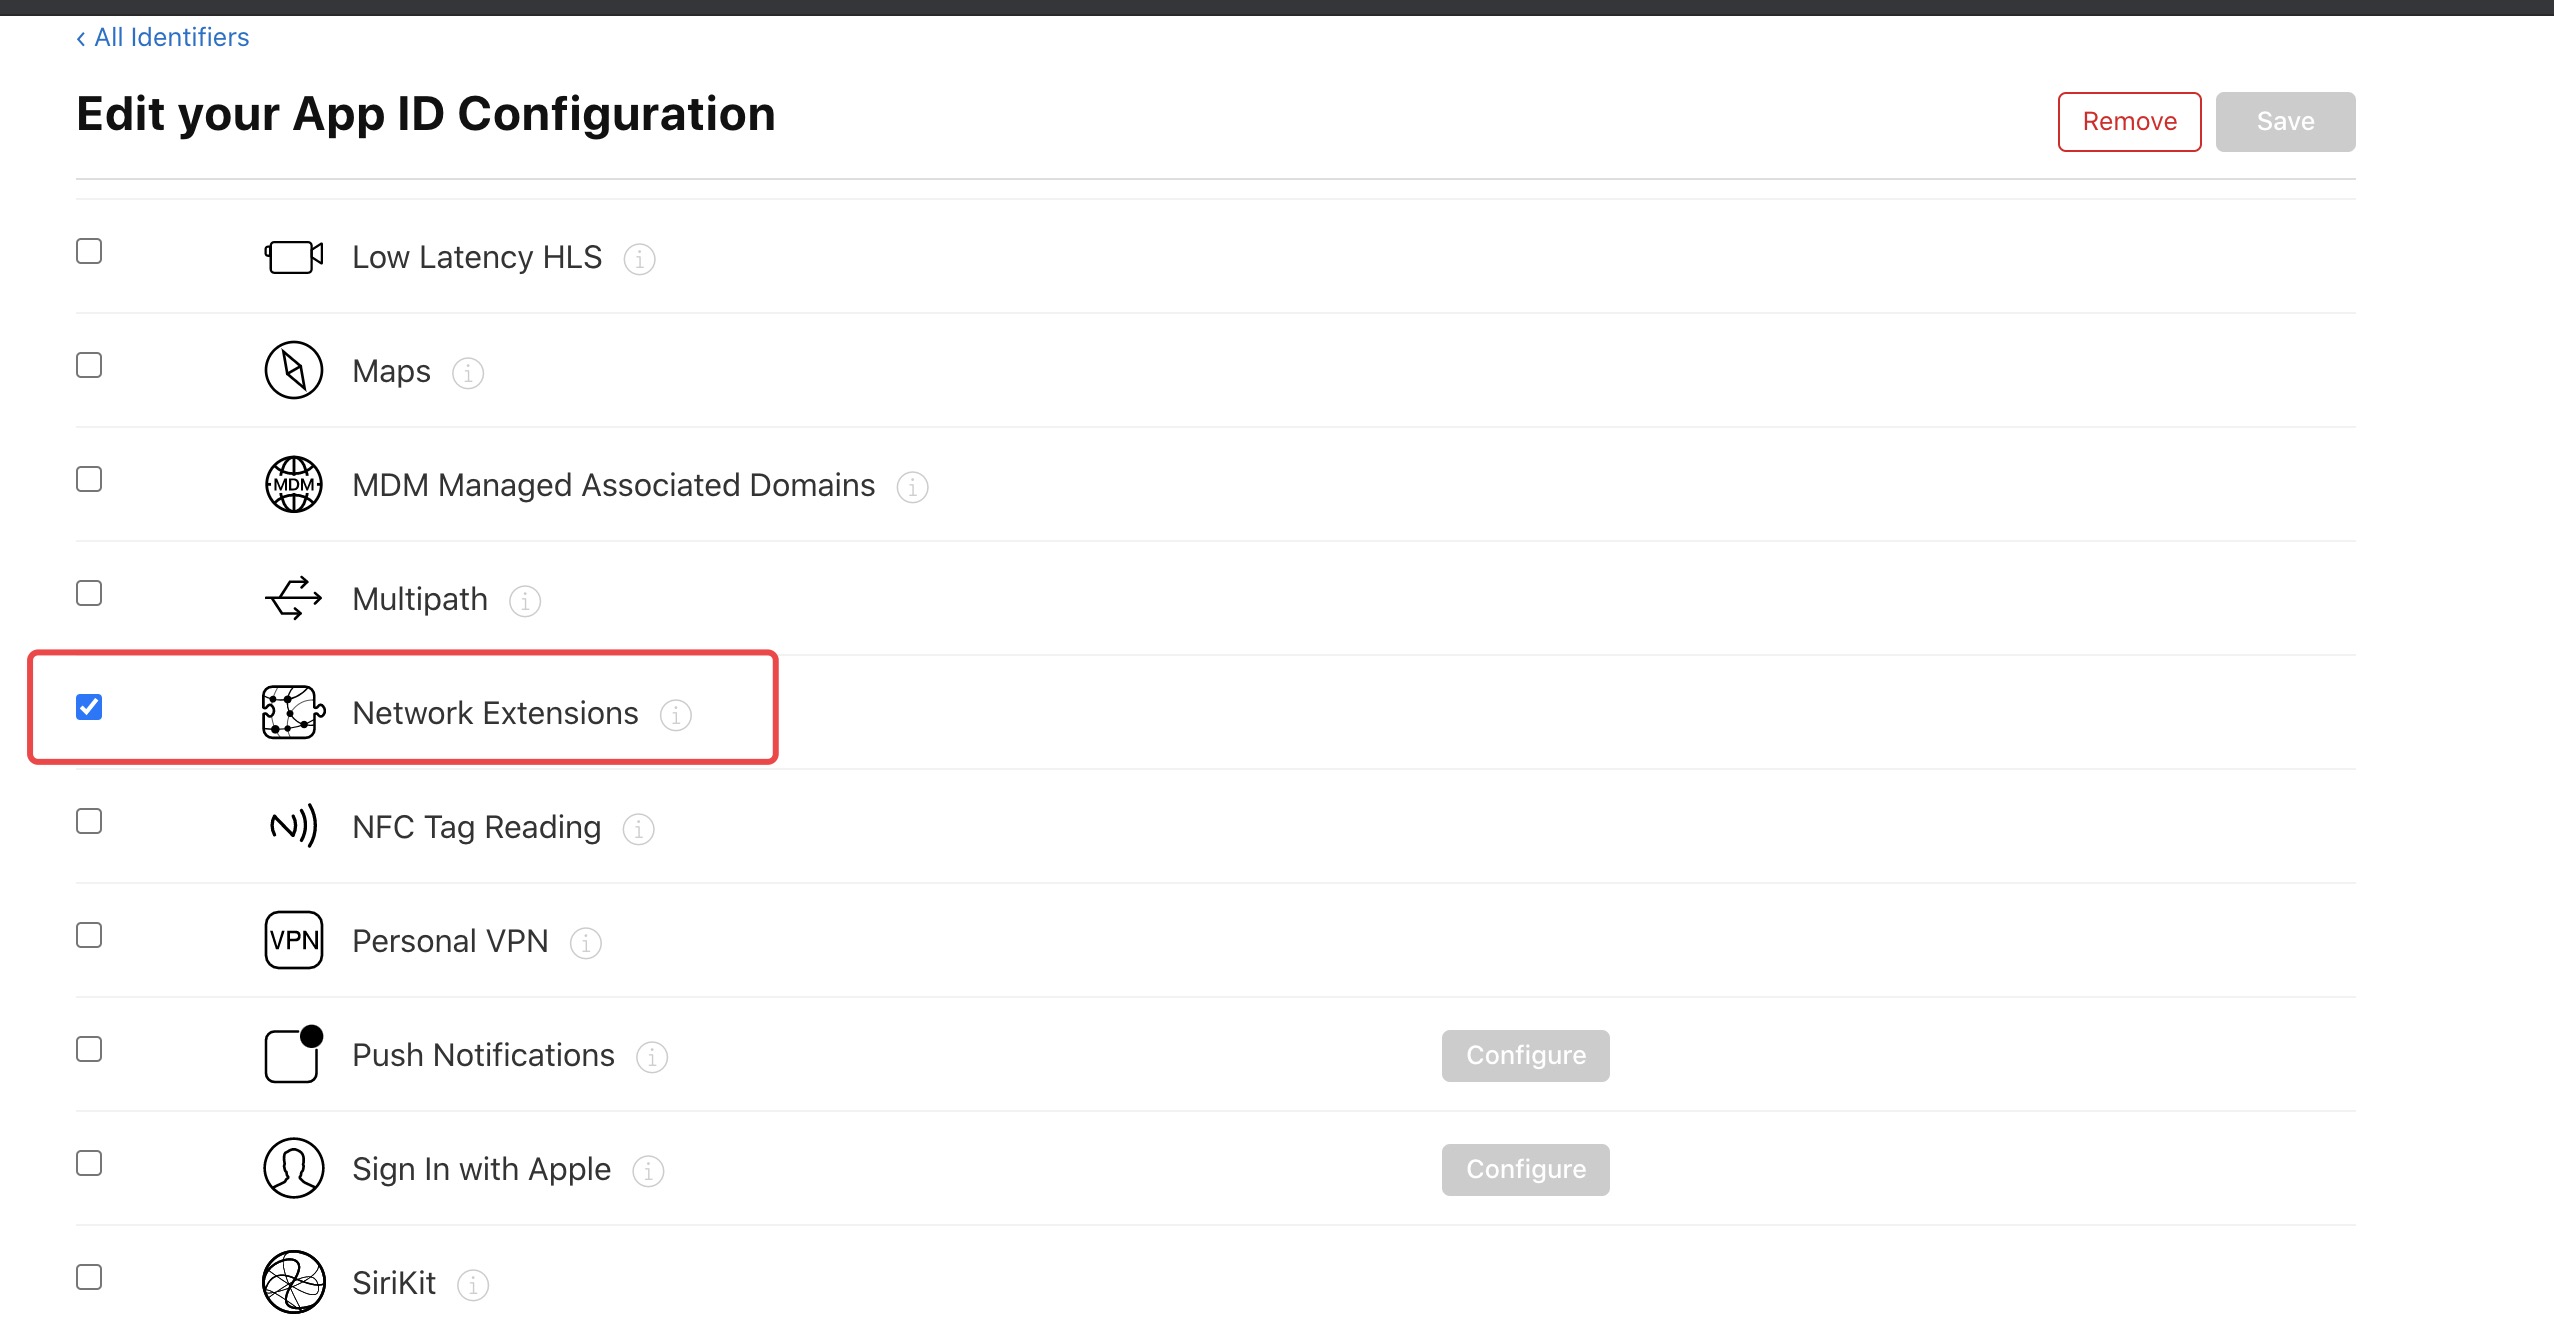 ‹ All Identifiers
Edit your App ID Configuration
Remove
Save
Low Latency HLS
Maps
MDM
MDM Managed Associated Domains
Multipath
Network Extensions
NFC Tag Reading
VPN
Personal VPN
Push Notifications
Configure
Sign In with Apple
Configure
SiriKit